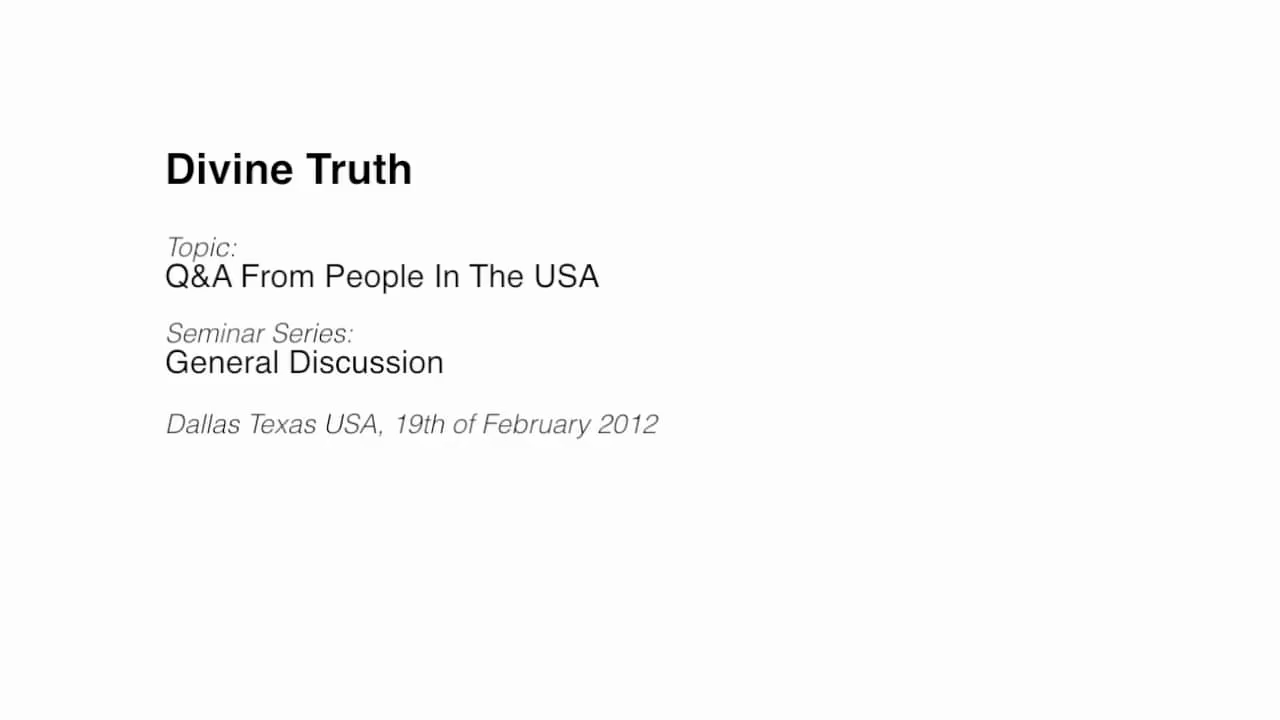 Divine Truth
Topic:
Q&A From People In The USA
Seminar Series:
General Discussion
Dallas Texas USA, 19th of February 2012